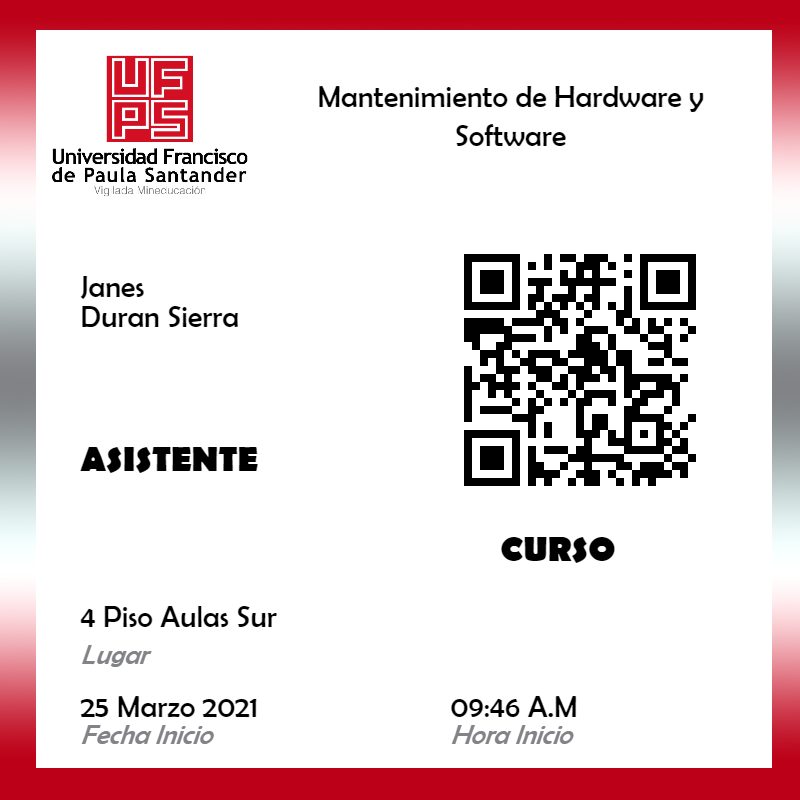 UFPS
Universidad Francisco
de Paula Santander
Vigilada Mineducación
Mantenimiento de Hardware y
Software
Janes
Duran Sierra
ASISTENTE
CURSO
4 Piso Aulas Sur
Lugar
25 Marzo 2021
Fecha Inicio
09:46 A.M
Hora Inicio